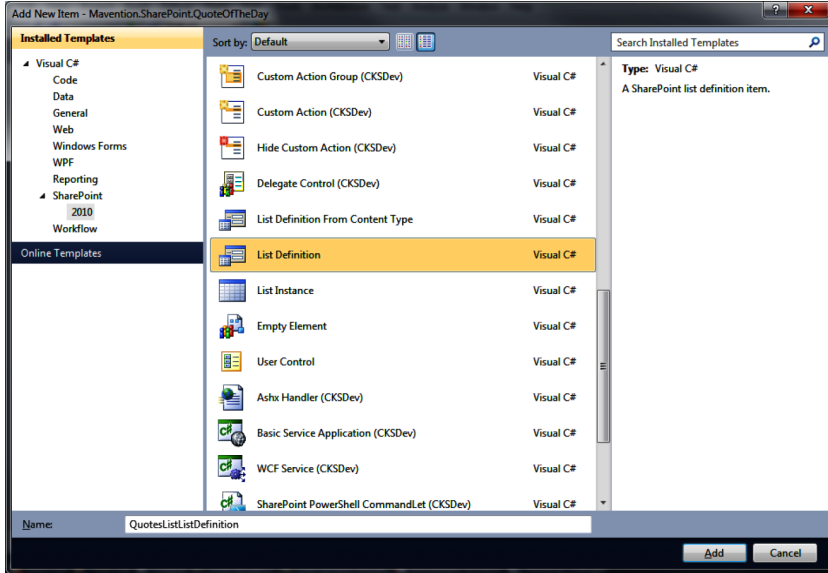 Add New Item - Mavention.SharePoint.QuoteOfTheDay
Installed Templates
Sort by: Default
Search Installed Templates
Visual C#
Code
Data
General
Web
Windows Forms
WPF
Reporting
SharePoint
2010
Workflow
Online Templates
Custom Action Group (CKSDev) Visual C#
Custom Action (CKSDev) Visual C#
Hide Custom Action (CKSDev) Visual C#
Delegate Control (CKSDev) Visual C#
List Definition From Content Type Visual C#
List Definition Visual C#
List Instance Visual C#
Empty Element Visual C#
User Control Visual C#
Ashx Handler (CKSDev) Visual C#
Basic Service Application (CKSDev) Visual C#
WCF Service (CKSDev) Visual C#
SharePoint PowerShell CommandLet (CKSDev) Visual C#
Type: Visual C#
A SharePoint list definition item.
Name: QuotesListListDefinition
Add Cancel